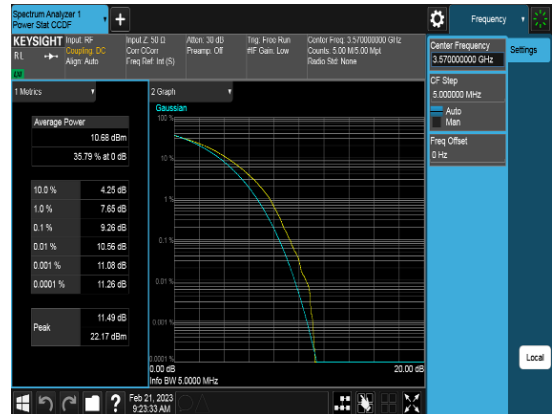 Spectrum Analyzer 1
Power Stat CCDF
+
Frequency
KEYSIGHT
Input: RF
Coupling: DC
Align: Auto
RL
Input Z: 50 Ω
Corr CCorr
Freq Ref: Int (S)
Atten: 30 dB
Preamp: Off
Trig: Free Run
#IF Gain: Low
Center Freq: 3.570000000 GHz
Counts: 5.00 M/5.00 Mpt
Radio Std: None
1 Metrics
Average Power
10.68 dBm
35.79 % at 0 dB
10.0 % 4.25 dB
1.0 % 7.65 dB
0.1 % 9.26 dB
0.01 % 10.56 dB
0.001 % 11.08 dB
0.0001 % 11.26 dB
Peak
11.49 dB
22.17 dBm
2 Graph
Gaussian
100 %
10 %
1 %
0.1 %
0.01 %
0.001 %
0.0001 %
0.00 dB 20.00 dB
Info BW 5.0000 MHz
Center Frequency
3.570000000 GHz
Settings
CF Step
5.000000 MHz
Auto
Man
Freq Offset
0 Hz
Local
?
Feb 21, 2023
9:23:33 AM